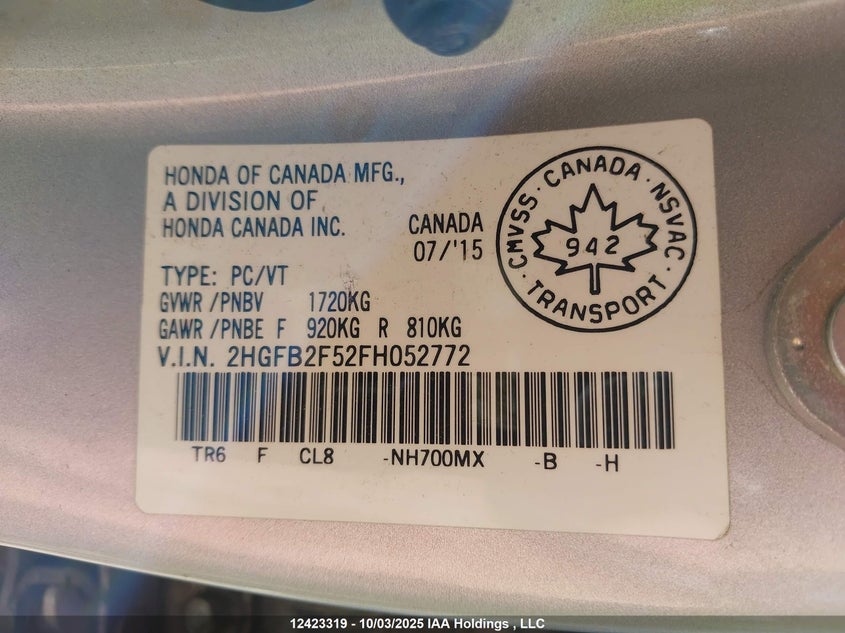 HONDA OF CANADA MFG.,
A DIVISION OF
HONDA CANADA INC.
CANADA
07/'15
CMVSS · CANADA · NSVAC · TRANSPORT ·
942
TYPE: PC/VT
GVWR /PNBV 1720KG
GAWR /PNBE F 920KG R 810KG
V.I.N. 2HGFB2F52FH052772
TR6 F CL8 -NH700MX -B -H
12423319 - 10/03/2025 IAA Holdings , LLC